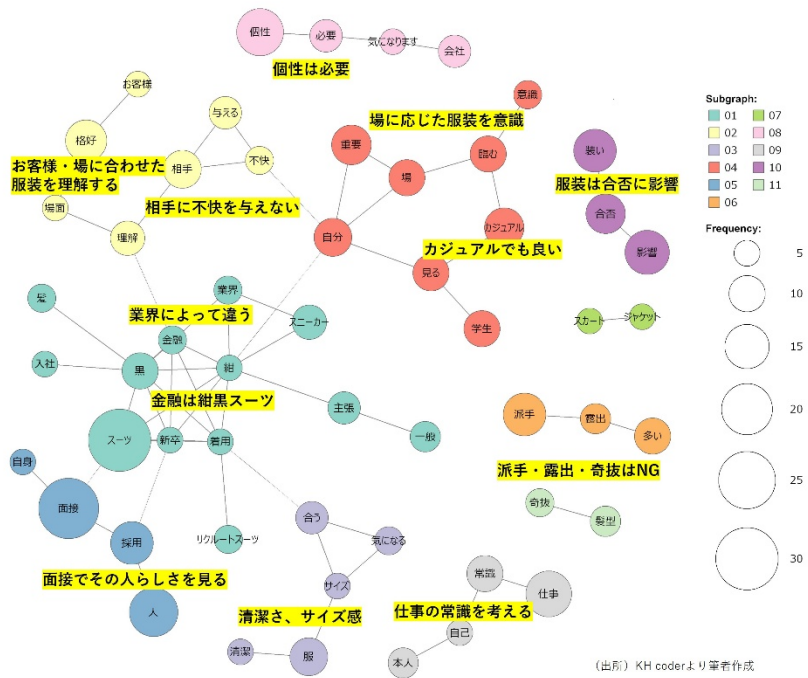 個性
必要
気になります
会社
個性は必要
お客様
格好
与える
相手
不快
お客様・場に合わせた
服装を理解する
場面
理解
相手に不快を与えない
意識
場に応じた服装を意識
重要
場
臨む
自分
カジュアル
カジュアルでも良い
見る
学生
装い
服装は合否に影響
合否
影響
スカート
ジャケット
Subgraph:
01
02
03
04
05
06
07
08
09
10
11
Frequency:
5
10
15
20
25
30
髪
業界
業界によって違う
スニーカー
金融
入社
黒
紺
金融は紺黒スーツ
主張
一般
スーツ
新卒
着用
リクルートスーツ
自身
面接
採用
面接でその人らしさを見る
人
合う
気になる
サイズ
清潔さ、サイズ感
清潔
服
派手
露出
多い
派手・露出・奇抜はNG
奇抜
髪型
常識
仕事
仕事の常識を考える
自己
本人
（出所）KH coderより筆者作成